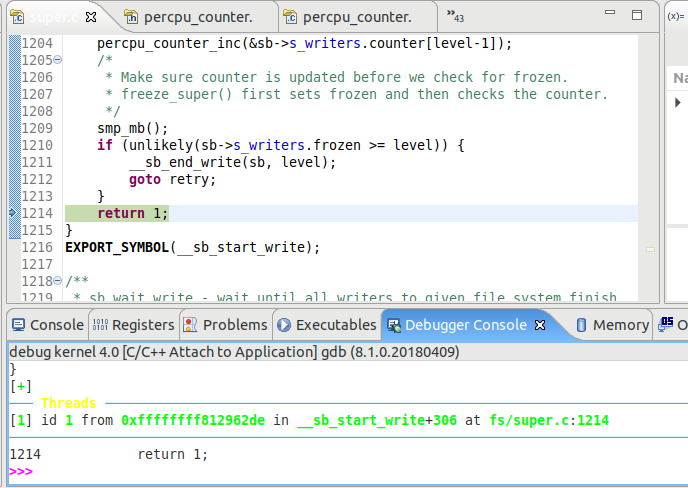 super.c percpu_counter. percpu_counter. »43 (x)=
1204 percpu_counter_inc(&sb->s_writers.counter[level-1]); Na
1205 /*
1206 * Make sure counter is updated before we check for frozen.
1207 * freeze_super() first sets frozen and then checks the counter.
1208 */
1209 smp_mb();
1210 if (unlikely(sb->s_writers.frozen >= level)) {
1211 __sb_end_write(sb, level);
1212 goto retry;
1213 }
1214 return 1;
1215 }
1216 EXPORT_SYMBOL(__sb_start_write);
1217
1218 /**
1219 * sb_wait_write - wait until all writers to given file system finish
Console Registers Problems Executables Debugger Console Memory O
debug kernel 4.0 [C/C++ Attach to Application] gdb (8.1.0.20180409)
}
[+]
Threads
[1] id 1 from 0xffffffff812962de in __sb_start_write+306 at fs/super.c:1214
1214 return 1;
>>>